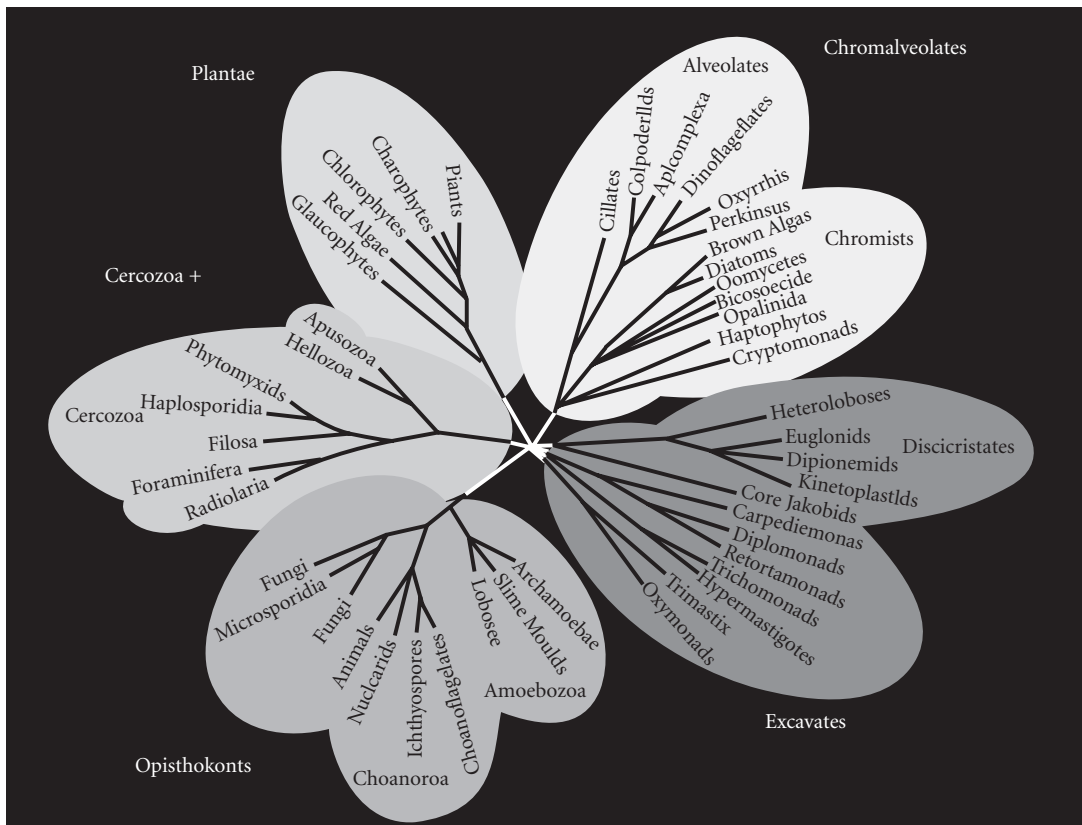 Plantae
Chromalveolates
Alveolates
Cillates
Colpoderllds
Aplcomplexa
Dinoflageflates
Oxyrrhis
Perkinsus
Brown Algas
Diatoms
Oomycetes
Bicosoecide
Opalinida
Haptophytos
Cryptomonads
Chromists
Piants
Charophytes
Chlorophytes
Red Algae
Glaucophytes
Cercozoa +
Apusozoa
Hellozoa
Phytomyxids
Haplosporidia
Cercozoa
Filosa
Foraminifera
Radiolaria
Heteroloboses
Euglonids
Discicristates
Dipionemids
Kinetoplastlds
Core Jakobids
Carpediemonas
Diplomonads
Retortamonads
Trichomonads
Hypermastigotes
Trimastix
Oxymonads
Excavates
Fungi
Microsporidia
Fungi
Animals
Nuclcarids
Ichthyospores
Choanoflagelates
Lobosee
Slime Moulds
Archamoebae
Amoebozoa
Opisthokonts
Choanoroa